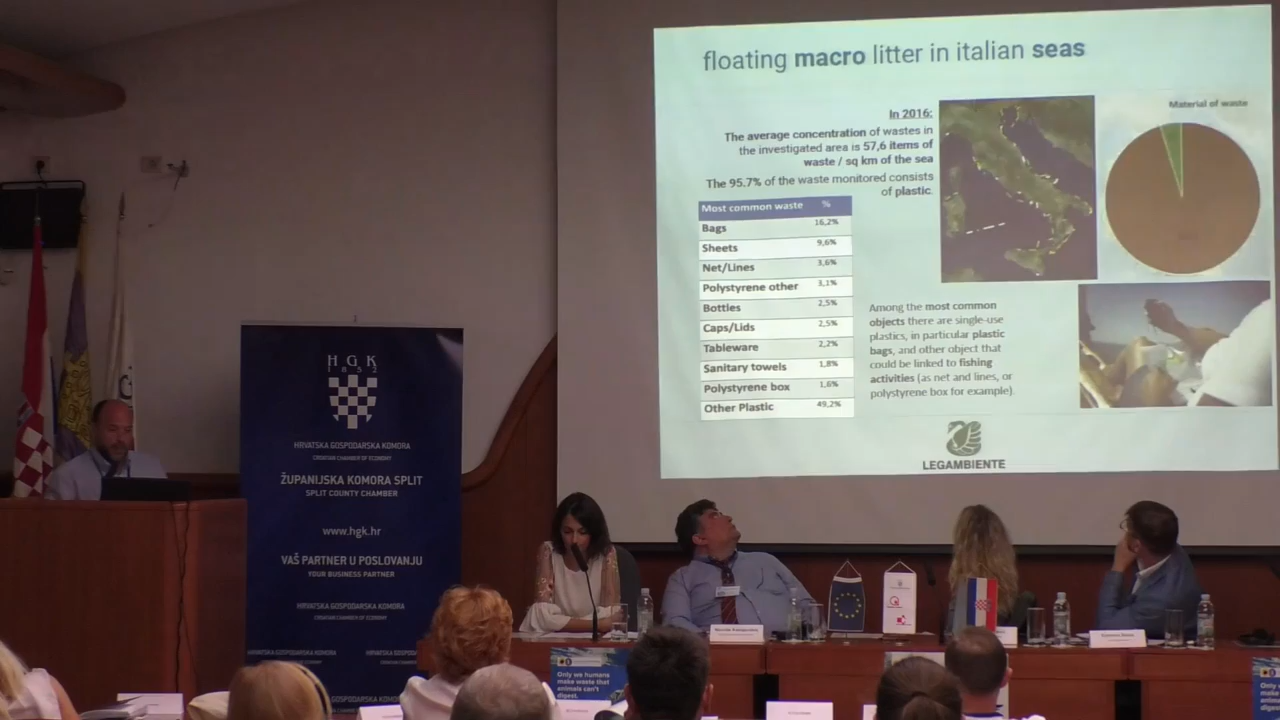 floating macro litter in italian seas
In 2016:
The average concentration of wastes in
the investigated area is 57,6 items of
waste / sq km of the sea
The 95.7% of the waste monitored consists
of plastic.
Material of waste
Most common waste %
Bags 16,2%
Sheets 9,6%
Net/Lines 3,6%
Polystyrene other 3,1%
Bottles 2,5%
Caps/Lids 2,5%
Tableware 2,2%
Sanitary towels 1,8%
Polystyrene box 1,6%
Other Plastic 49,2%
Among the most common
objects there are single-use
plastics, in particular plastic
bags, and other object that
could be linked to fishing
activities (as net and lines, or
polystyrene box for example).
LEGAMBIENTE
HGK
1852
HRVATSKA GOSPODARSKA KOMORA
CROATIAN CHAMBER OF ECONOMY
ŽUPANIJSKA KOMORA SPLIT
SPLIT COUNTY CHAMBER
www.hgk.hr
VAŠ PARTNER U POSLOVANJU
YOUR BUSINESS PARTNER
HRVATSKA GOSPODARSKA KOMORA
CROATIAN CHAMBER OF ECONOMY
GOSPODARSKA KOMORA
Only we humans
make waste that
animals can't
digest.